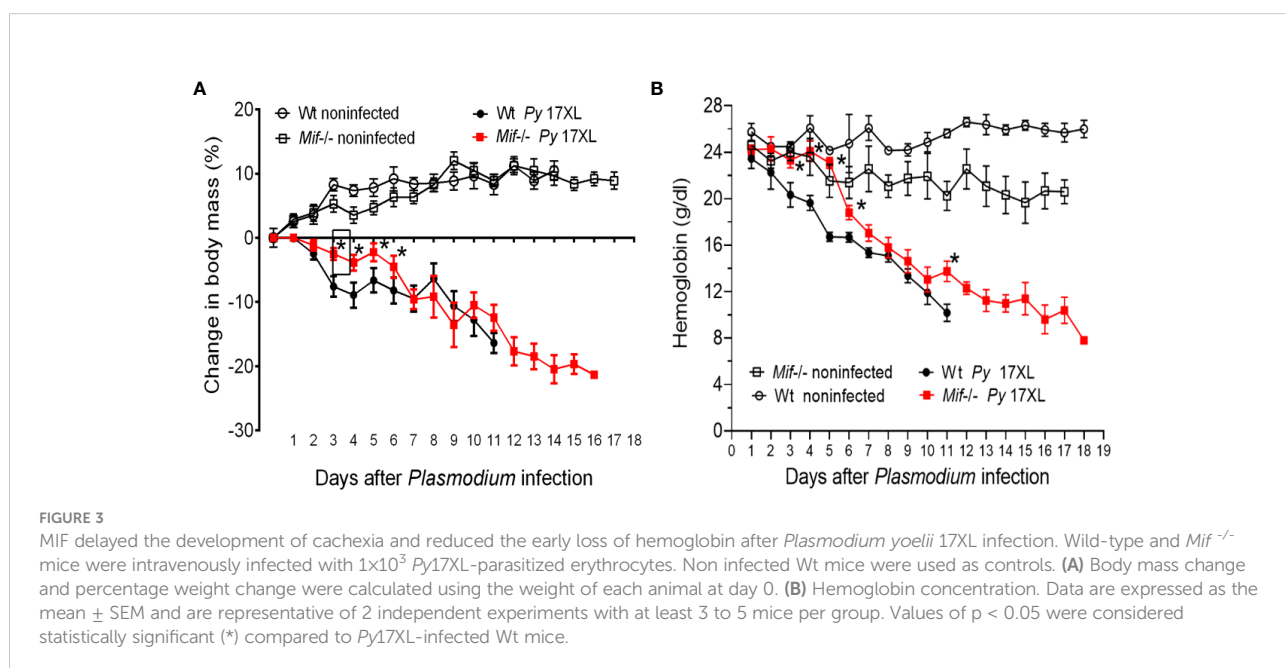 A
Wt noninfected
Wt Py 17XL
Mif-/- noninfected
Mif-/- Py 17XL
20
10
0
-10
-20
-30
Change in body mass (%)
* * * *
1 2 3 4 5 6 7 8 9 10 11 12 13 14 15 16 17 18
Days after Plasmodium infection
B
28
24
20
16
12
8
4
0
Hemoglobin (g/dl)
* * * * *
Mif-/- noninfected
Wt Py 17XL
Wt noninfected
Mif-/- Py 17XL
0 1 2 3 4 5 6 7 8 9 10 11 12 13 14 15 16 17 18 19
Days after Plasmodium infection
FIGURE 3
MIF delayed the development of cachexia and reduced the early loss of hemoglobin after Plasmodium yoelii 17XL infection. Wild-type and Mif -/-
mice were intravenously infected with 1×10³ Py17XL-parasitized erythrocytes. Non infected Wt mice were used as controls. (A) Body mass change
and percentage weight change were calculated using the weight of each animal at day 0. (B) Hemoglobin concentration. Data are expressed as the
mean ± SEM and are representative of 2 independent experiments with at least 3 to 5 mice per group. Values of p < 0.05 were considered
statistically significant (*) compared to Py17XL-infected Wt mice.